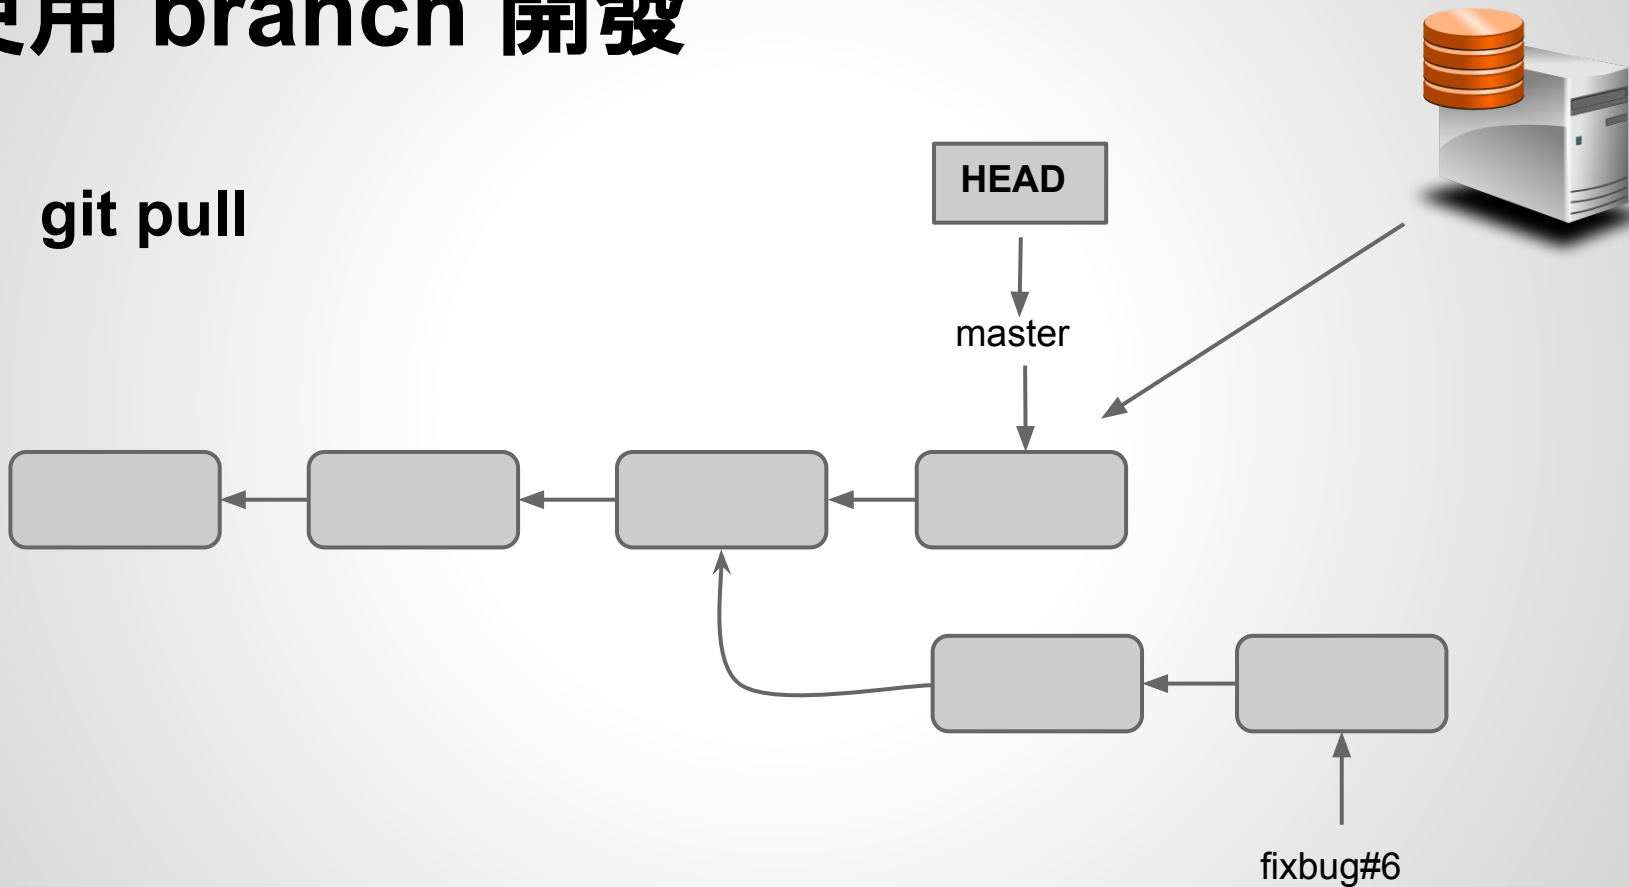 使用 branch 開發
git pull
HEAD
master
fixbug#6